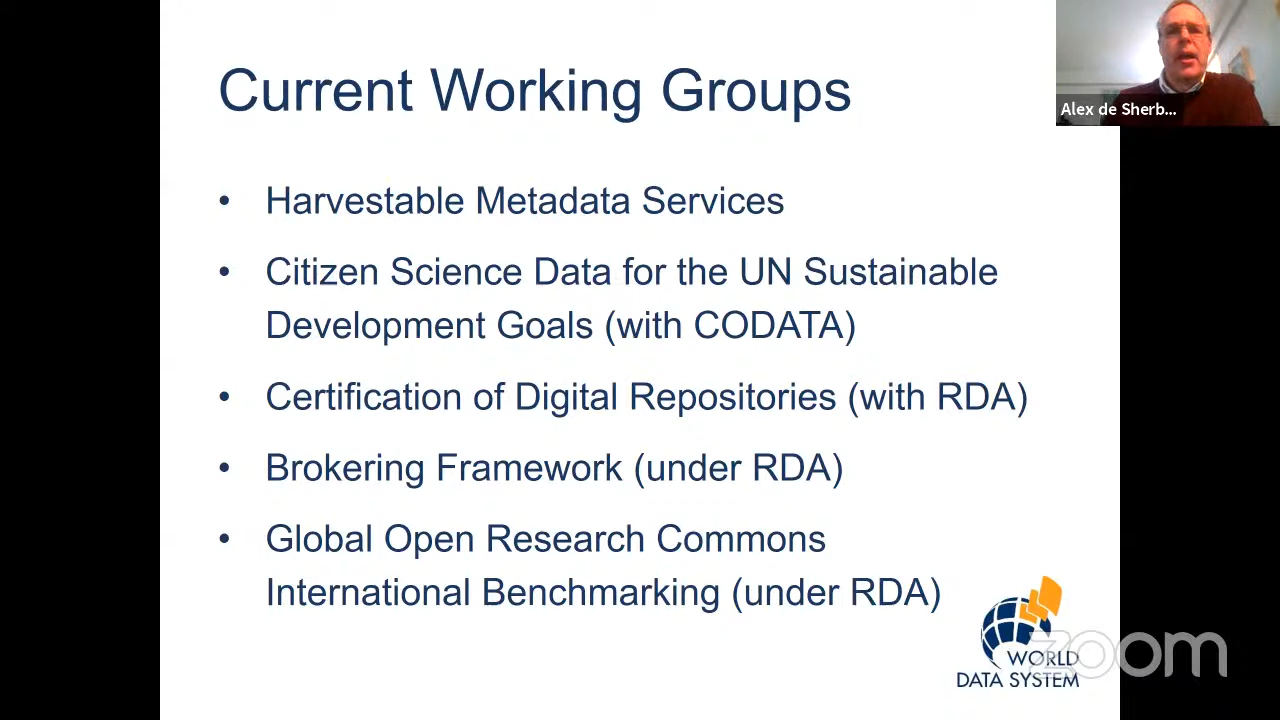 Current Working Groups
Alex de Sherb...
• Harvestable Metadata Services
• Citizen Science Data for the UN Sustainable
Development Goals (with CODATA)
• Certification of Digital Repositories (with RDA)
• Brokering Framework (under RDA)
• Global Open Research Commons
International Benchmarking (under RDA)
WORLD
DATA SYSTEM
zoom